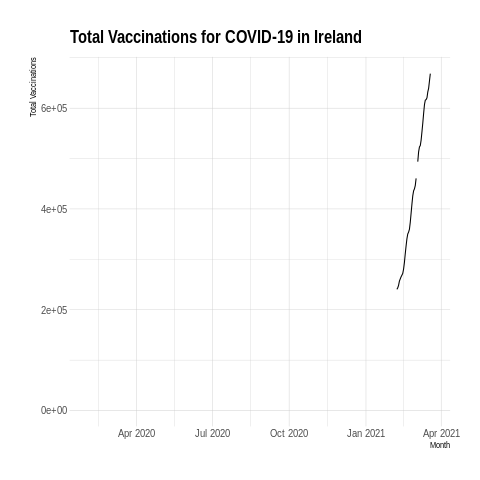 Total Vaccinations for COVID-19 in Ireland
Total Vaccinations
6e+05
4e+05
2e+05
0e+00
Apr 2020 Jul 2020 Oct 2020 Jan 2021 Apr 2021
Month